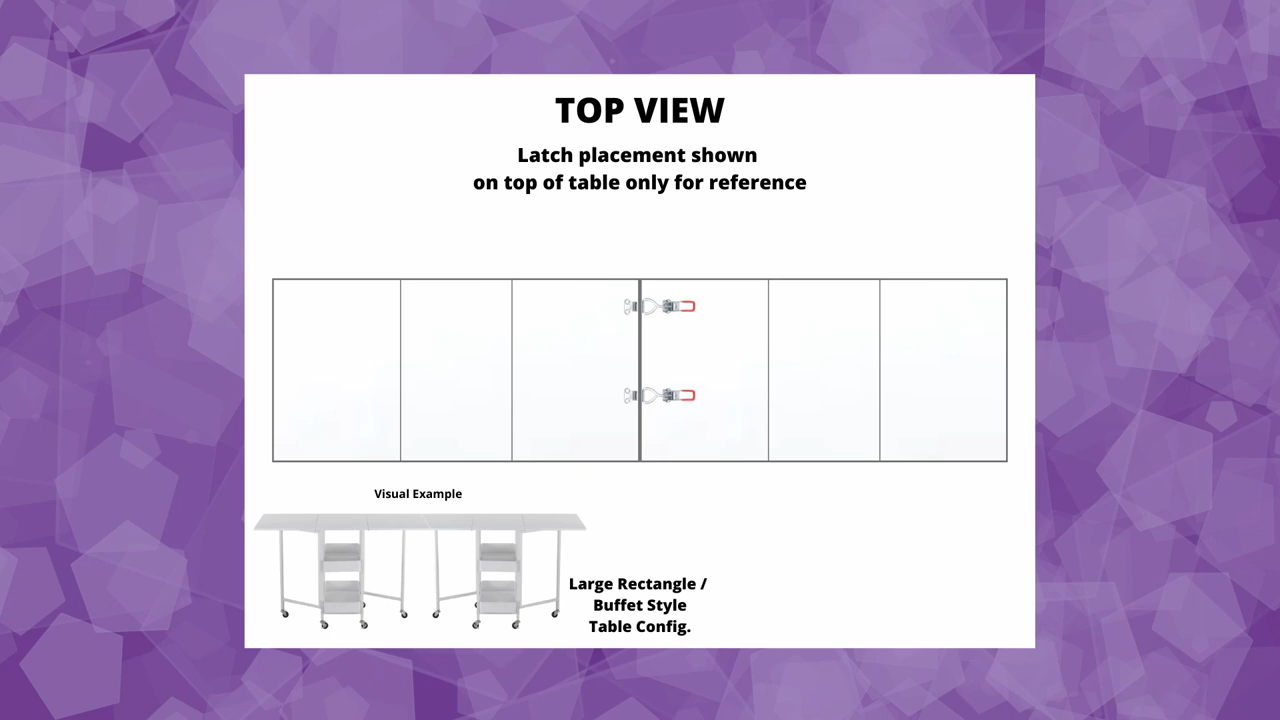 TOP VIEW
Latch placement shown
on top of table only for reference
Visual Example
Large Rectangle /
Buffet Style
Table Config.